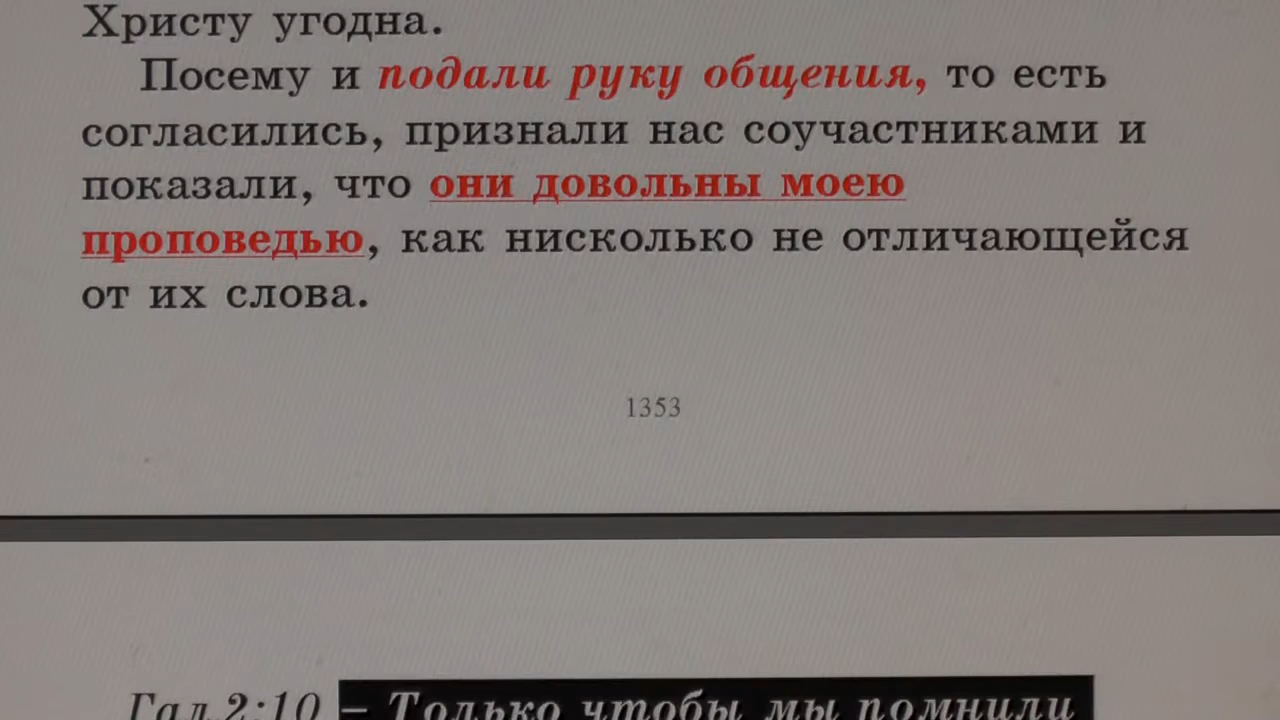 Христу угодна.
Посему и подали руку общения, то есть
согласились, признали нас соучастниками и
показали, что они довольны моею
проповедью, как нисколько не отличающейся
от их слова.
1353
Гал.2:10 – Только чтобы мы помнили